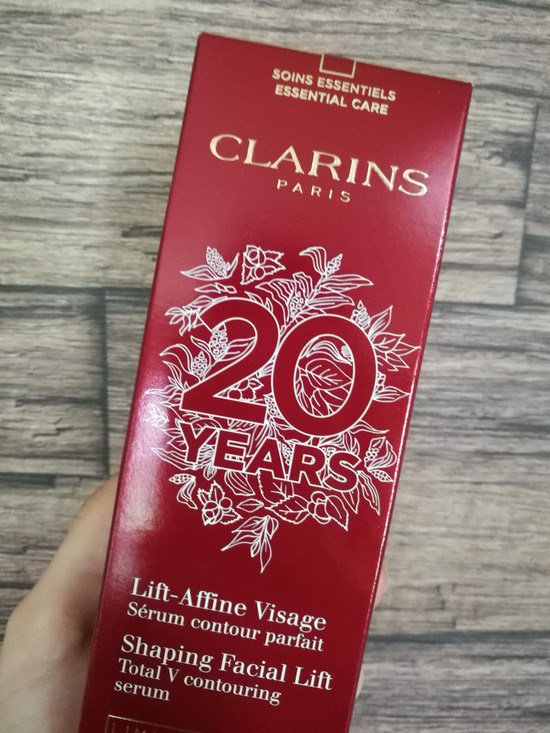 SOINS ESSENTIELS
ESSENTIAL CARE
CLARINS
PARIS
20
YEARS
Lift-Affine Visage
Sérum contour parfait
Shaping Facial Lift
Total V contouring
serum